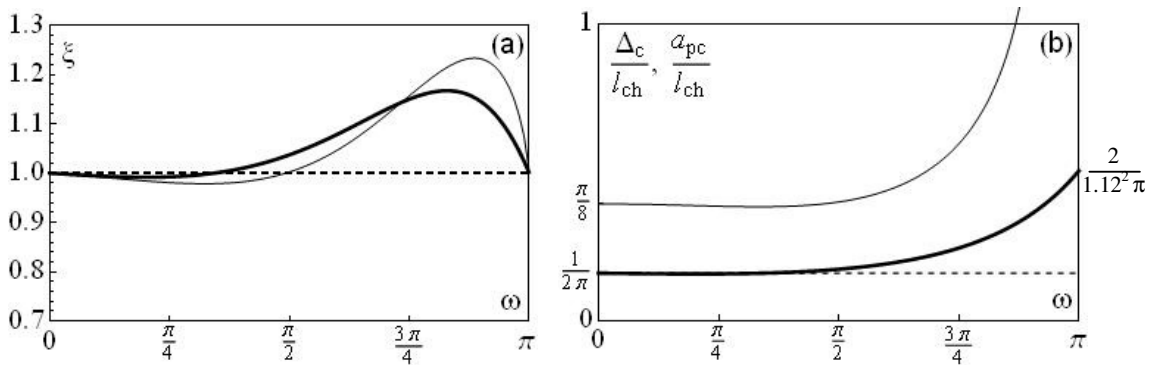 1.3
1.2
1.1
1.0
0.9
0.8
0.7
ξ
(a)
ω
0
π/4
π/2
3π/4
π
1
Δc/lch, apc/lch
(b)
π/8
1/2π
0
2/1.12²π
ω
0
π/4
π/2
3π/4
π